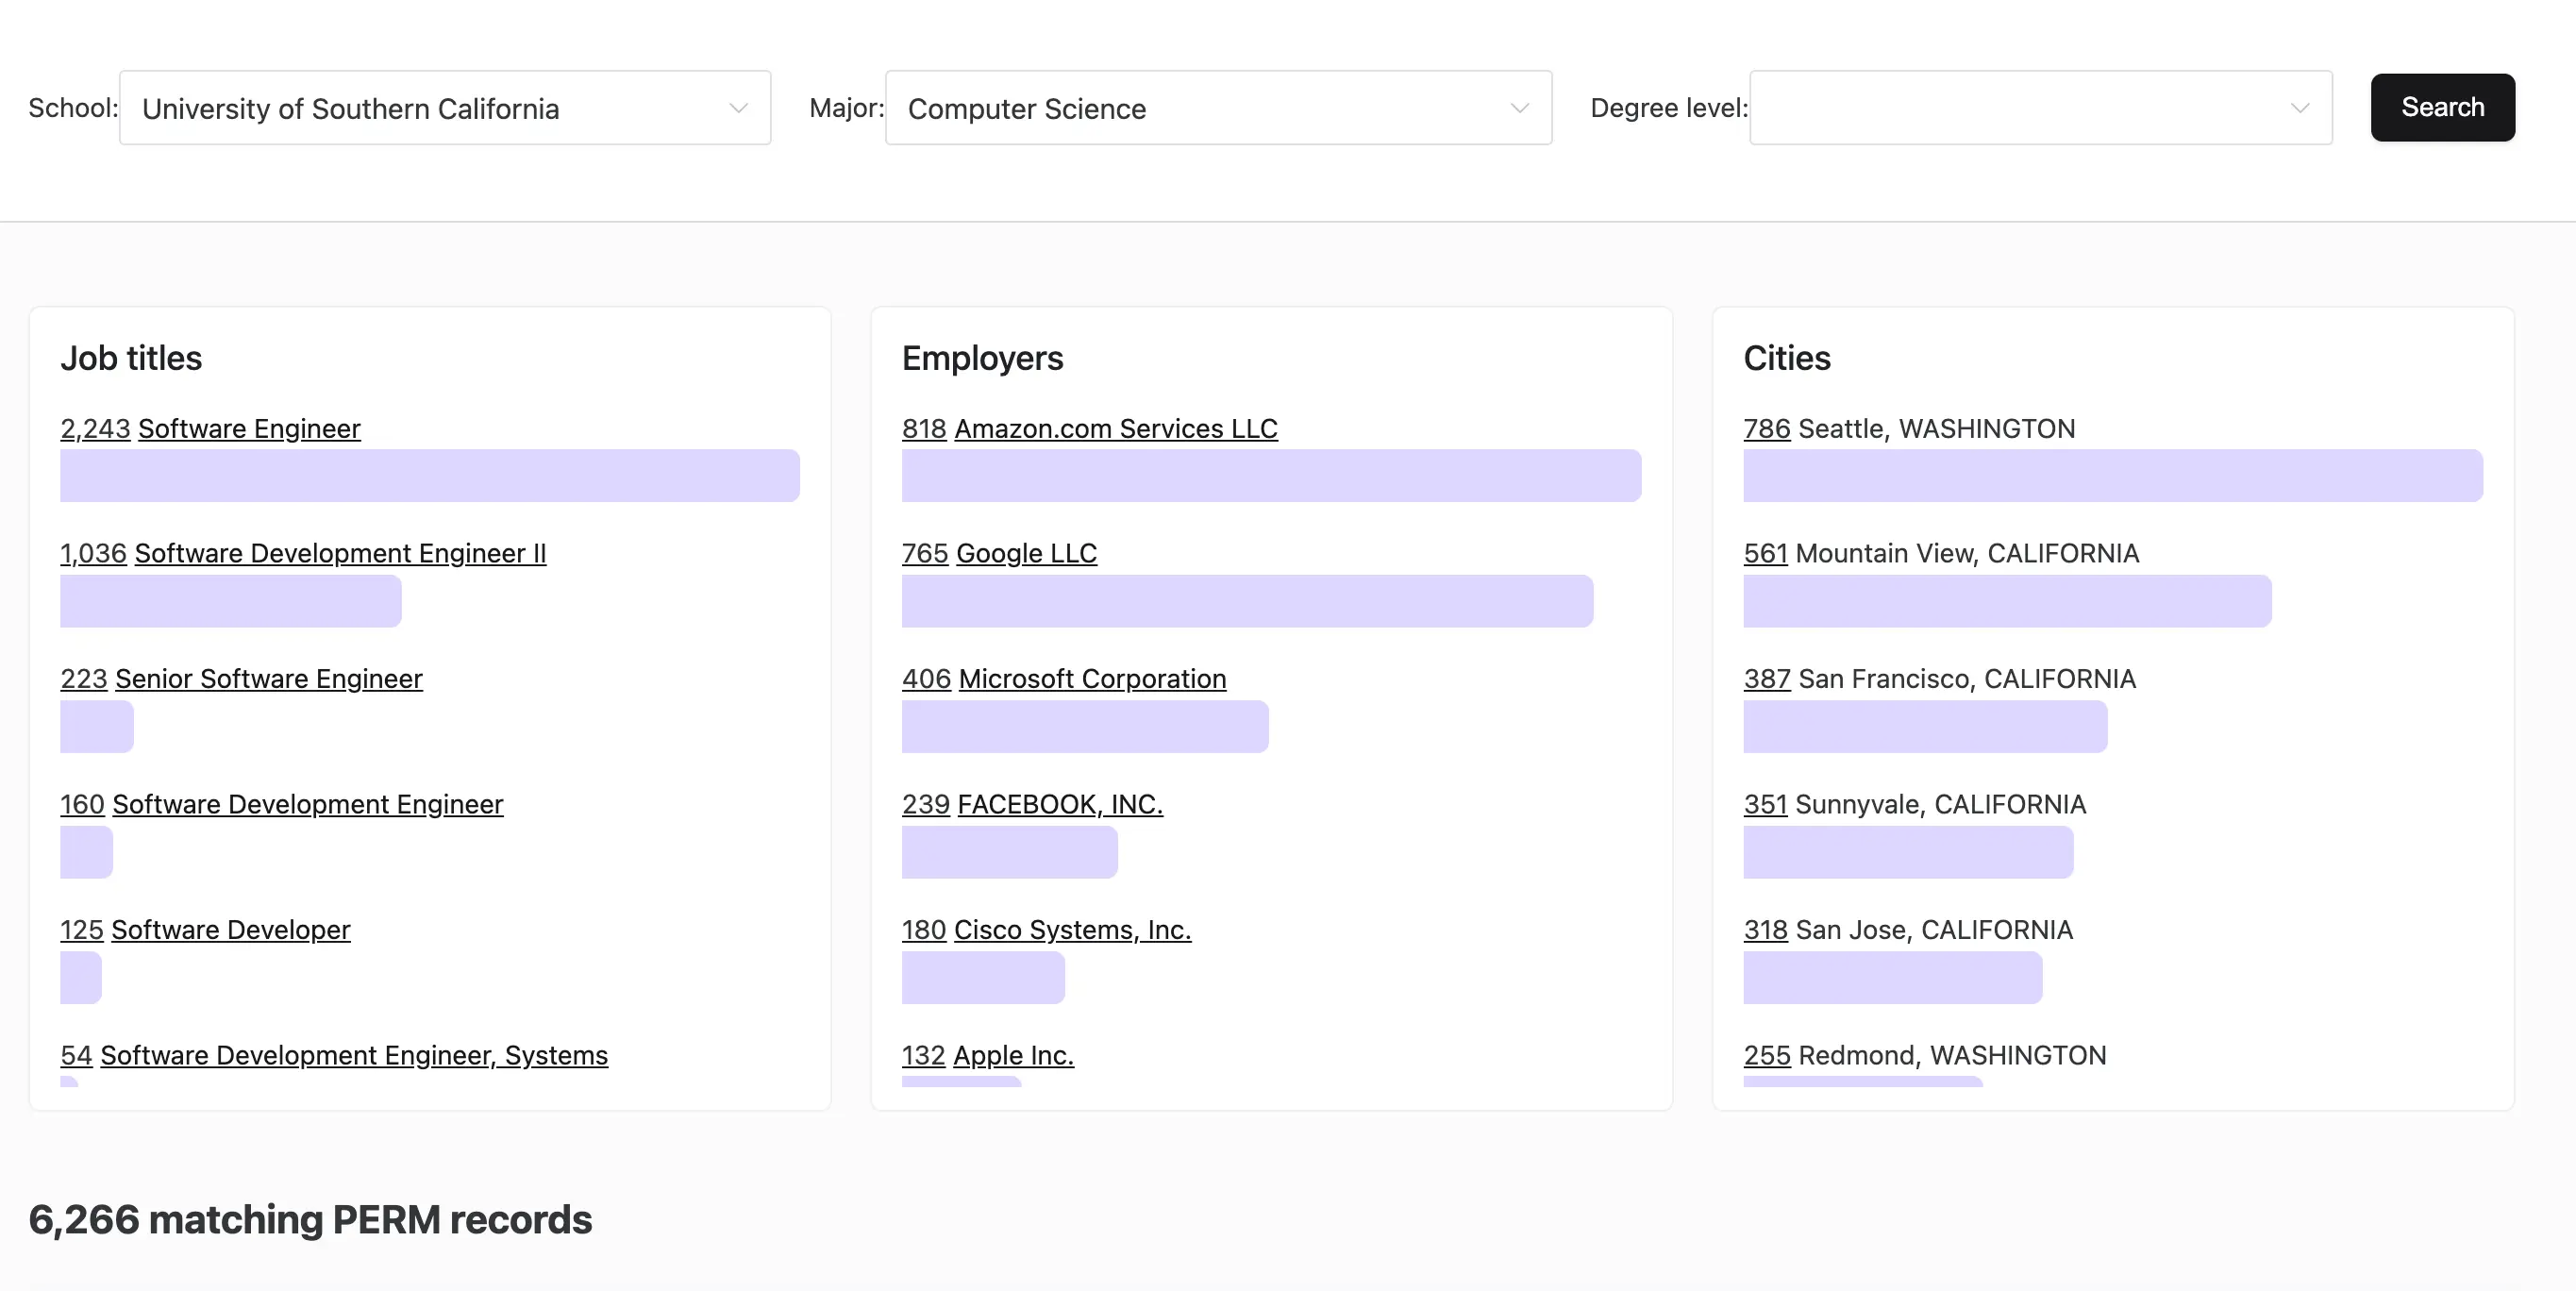 School: University of Southern California Major: Computer Science Degree level: Search
Job titles
2,243 Software Engineer
1,036 Software Development Engineer II
223 Senior Software Engineer
160 Software Development Engineer
125 Software Developer
54 Software Development Engineer, Systems
Employers
818 Amazon.com Services LLC
765 Google LLC
406 Microsoft Corporation
239 FACEBOOK, INC.
180 Cisco Systems, Inc.
132 Apple Inc.
Cities
786 Seattle, WASHINGTON
561 Mountain View, CALIFORNIA
387 San Francisco, CALIFORNIA
351 Sunnyvale, CALIFORNIA
318 San Jose, CALIFORNIA
255 Redmond, WASHINGTON
6,266 matching PERM records